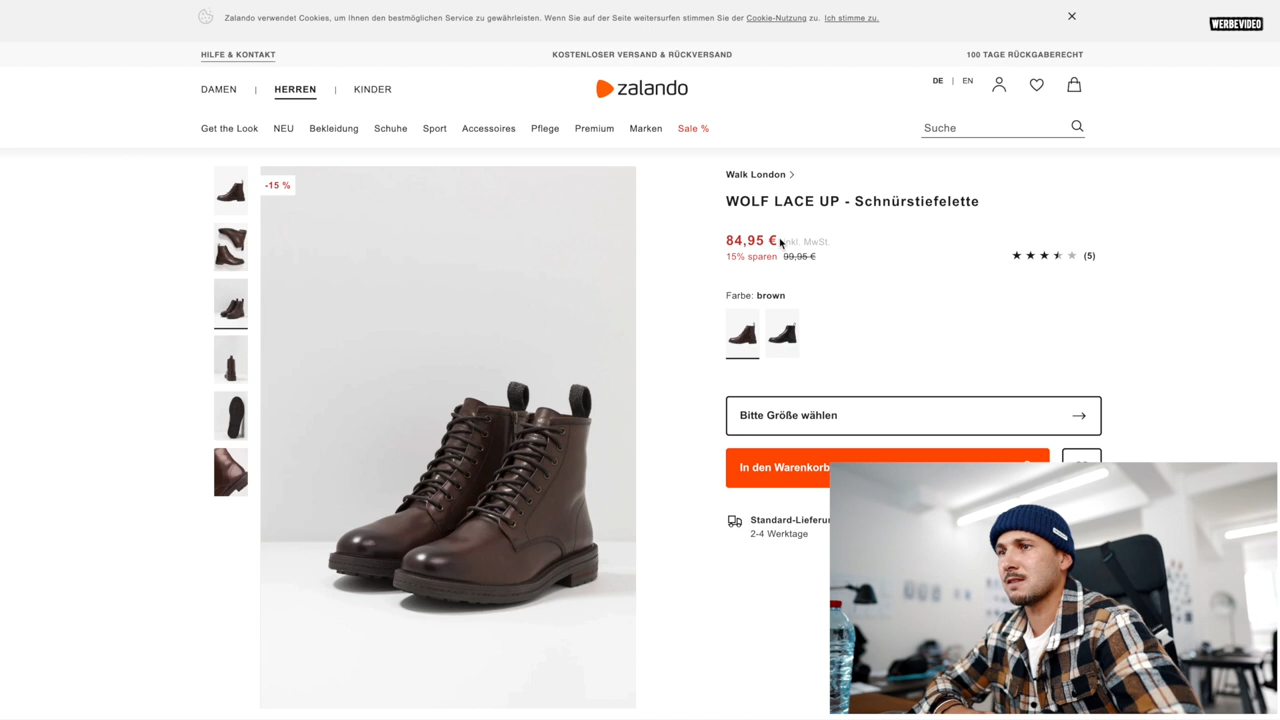 Zalando verwendet Cookies, um Ihnen den bestmöglichen Service zu gewährleisten. Wenn Sie auf der Seite weitersurfen stimmen Sie der Cookie-Nutzung zu. Ich stimme zu.
WERBEVIDEO
HILFE & KONTAKT
KOSTENLOSER VERSAND & RÜCKVERSAND
100 TAGE RÜCKGABERECHT
DAMEN | HERREN | KINDER
zalando
DE | EN
Get the Look NEU Bekleidung Schuhe Sport Accessoires Pflege Premium Marken Sale %
Suche
-15 %
Walk London
WOLF LACE UP - Schnürstiefelette
84,95 € inkl. MwSt.
15% sparen 99,95 €
(5)
Farbe: brown
Bitte Größe wählen
In den Warenkorb
2-4 Werktage